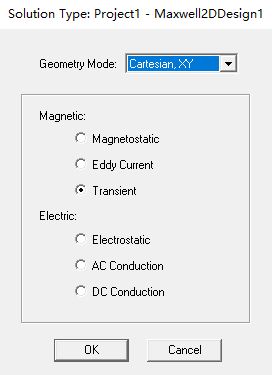 Solution Type: Project1 - Maxwell2DDesign1
Geometry Mode: Cartesian, XY
Magnetic:
Magnetostatic
Eddy Current
Transient
Electric:
Electrostatic
AC Conduction
DC Conduction
OK Cancel